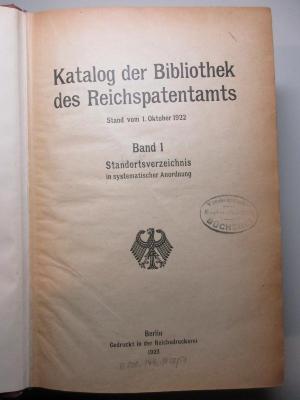 Katalog der Bibliothek
des Reichspatentamts
Stand vom 1. Oktober 1922
Band 1
Standortsverzeichnis
in systematischer Anordnung
Berlin
Gedruckt in der Reichsdruckerei
1923